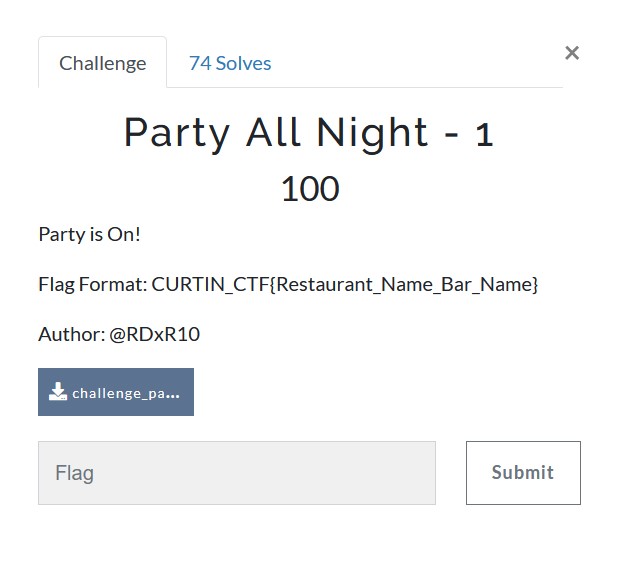 Challenge
74 Solves
×
Party All Night - 1
100
Party is On!
Flag Format: CURTIN_CTF{Restaurant_Name_Bar_Name}
Author: @RDxR10
challenge_pa...
Flag
Submit